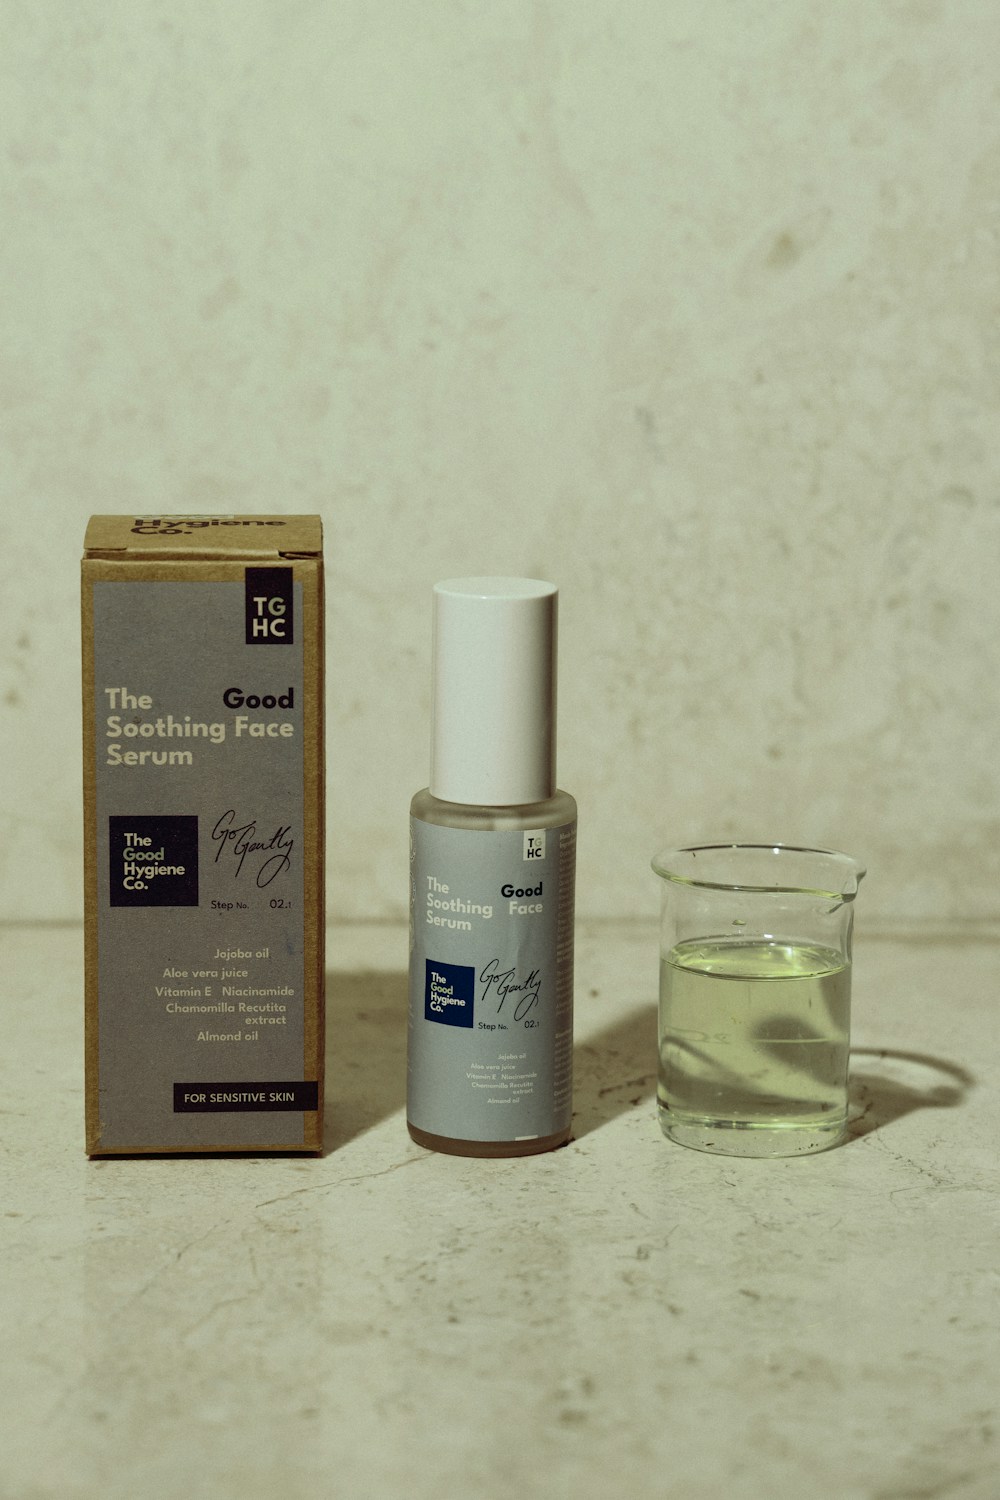 Hygiene
Co.
TG
HC
The Good
Soothing Face
Serum
The
Good
Hygiene
Co.
Go Gently
Step No. 02.1
Jojoba oil
Aloe vera juice
Vitamin E Niacinamide
Chamomilla Recutita
extract
Almond oil
FOR SENSITIVE SKIN
TG
HC
The Good
Soothing Face
Serum
The
Good
Hygiene
Co.
Go Gently
Step No. 02.1
Jojoba oil
Aloe vera juice
Vitamin E Niacinamide
Chamomilla Recutita
extract
Almond oil